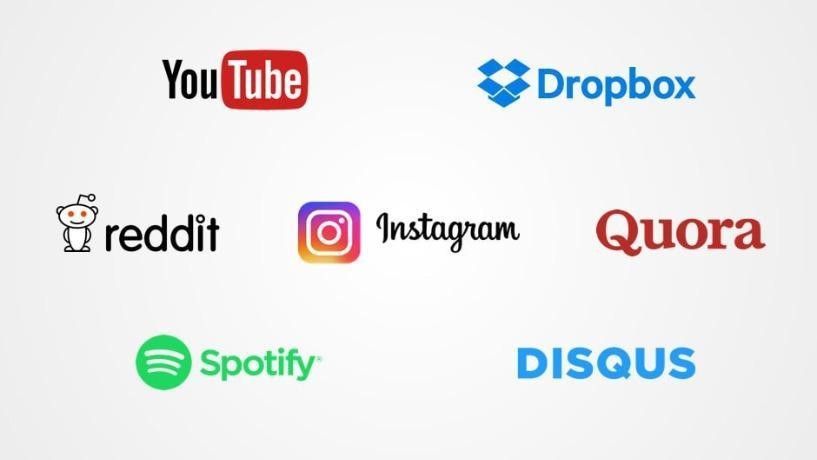 YouTube
Dropbox
reddit
Instagram
Quora
Spotify®
DISQUS